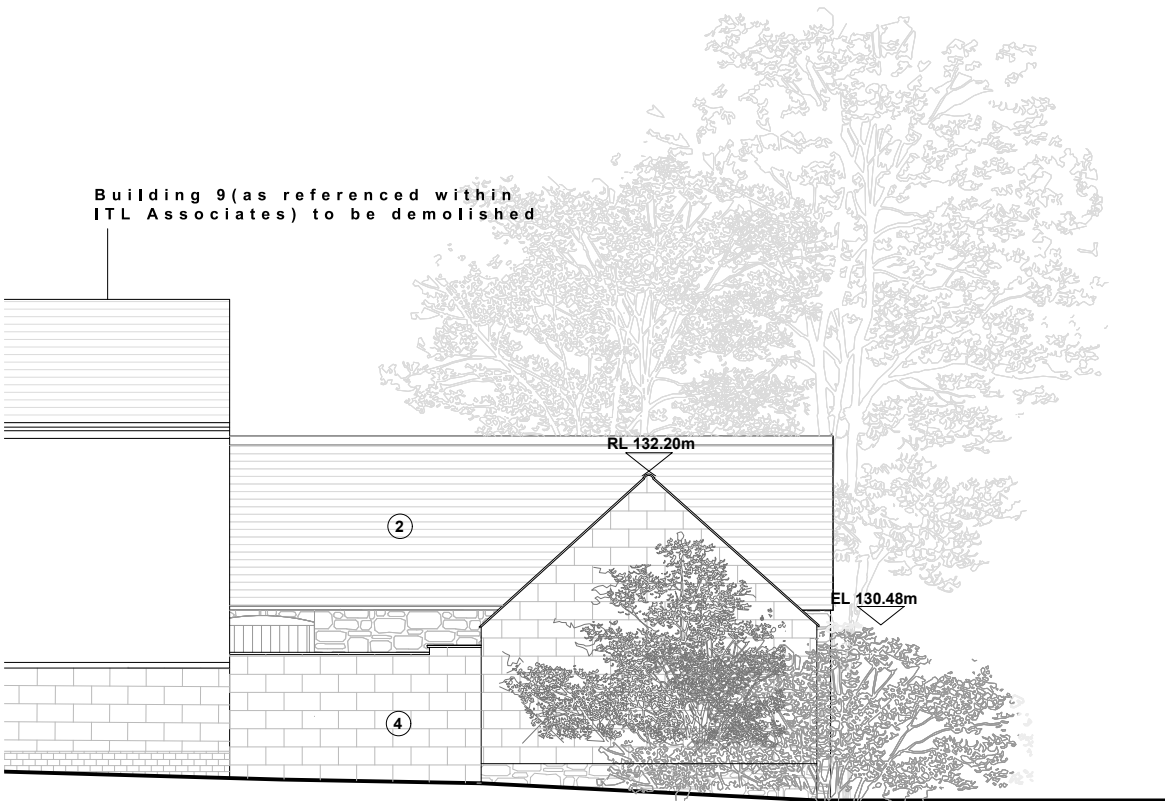 Building 9(as referenced within
ITL Associates) to be demolished
RL 132.20m
2
EL 130.48m
4